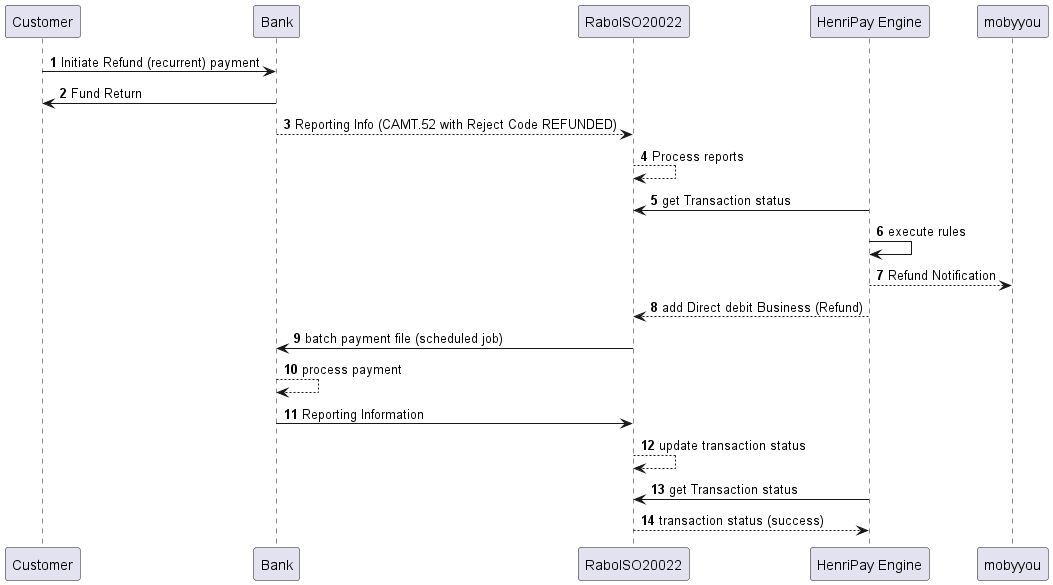 Customer Bank RaboISO20022 HenriPay Engine mobyyou
1 Initiate Refund (recurrent) payment
2 Fund Return
3 Reporting Info (CAMT.52 with Reject Code REFUNDED)
4 Process reports
5 get Transaction status
6 execute rules
7 Refund Notification
8 add Direct debit Business (Refund)
9 batch payment file (scheduled job)
10 process payment
11 Reporting Information
12 update transaction status
13 get Transaction status
14 transaction status (success)
Customer Bank RaboISO20022 HenriPay Engine mobyyou